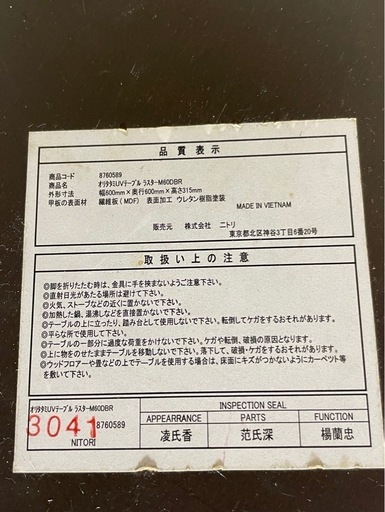 品質表示
商品コード 8760589
商品名 オリタタミUVテーブル ラスターM60DBR
外形寸法 幅600mm×奥行600mm×高さ315mm
甲板の表面材 繊維板(MDF) 表面加工 ウレタン樹脂塗装
MADE IN VIETNAM
販売元 株式会社 ニトリ
東京都北区神谷3丁目6番20号
取扱い上の注意
◎脚を折りたたむ時は、金具に手を挟まないようご注意下さい。
◎直射日光があたる場所は避けて下さい。
◎火気、ストーブなどの近くに置かないで下さい。
◎加熱した鍋、湯沸しなどを直接置かないで下さい。
◎テーブルの上に立ったり、踏み台として使用しないで下さい。転倒してケガをするおそれがあります。
◎平らな所で使用して下さい。
◎テーブルの一部分に過度な荷重をかけないで下さい。ケガや転倒、破損の原因となります。
◎上に物をのせたままテーブルを移動しないで下さい。落下して、破損・ケガをするおそれがあります。
◎ウッドフロアーや畳などの上でテーブルを使用する場合は、床面にキズがつかないようにカーペット等
を敷いて下さい。
オリタタミUVテーブル ラスターM60DBR
3041 8760589
NITORI
INSPECTION SEAL
APPEARANCE PARTS FUNCTION
凌氏香 范氏深 楊蘭忠